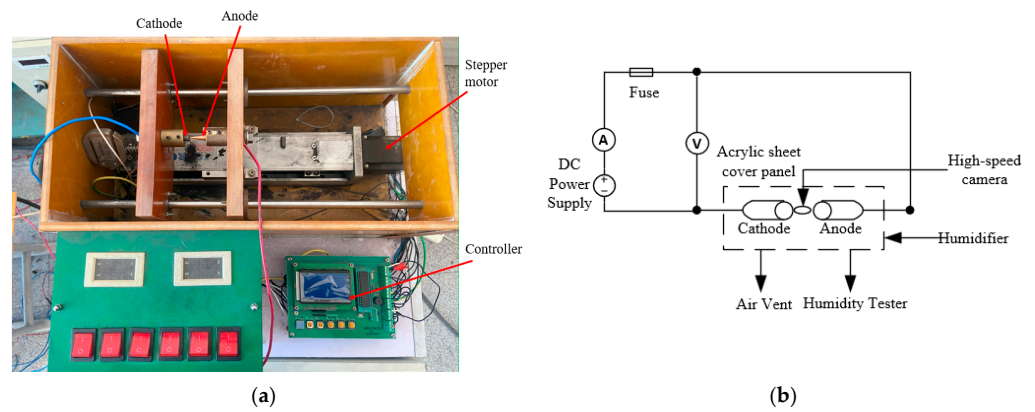 Cathode
Anode
Stepper
motor
Controller
(a)
Fuse
A
V
DC
Power
Supply
Acrylic sheet
cover panel
High-speed
camera
Cathode
Anode
Humidifier
Air Vent
Humidity Tester
(b)